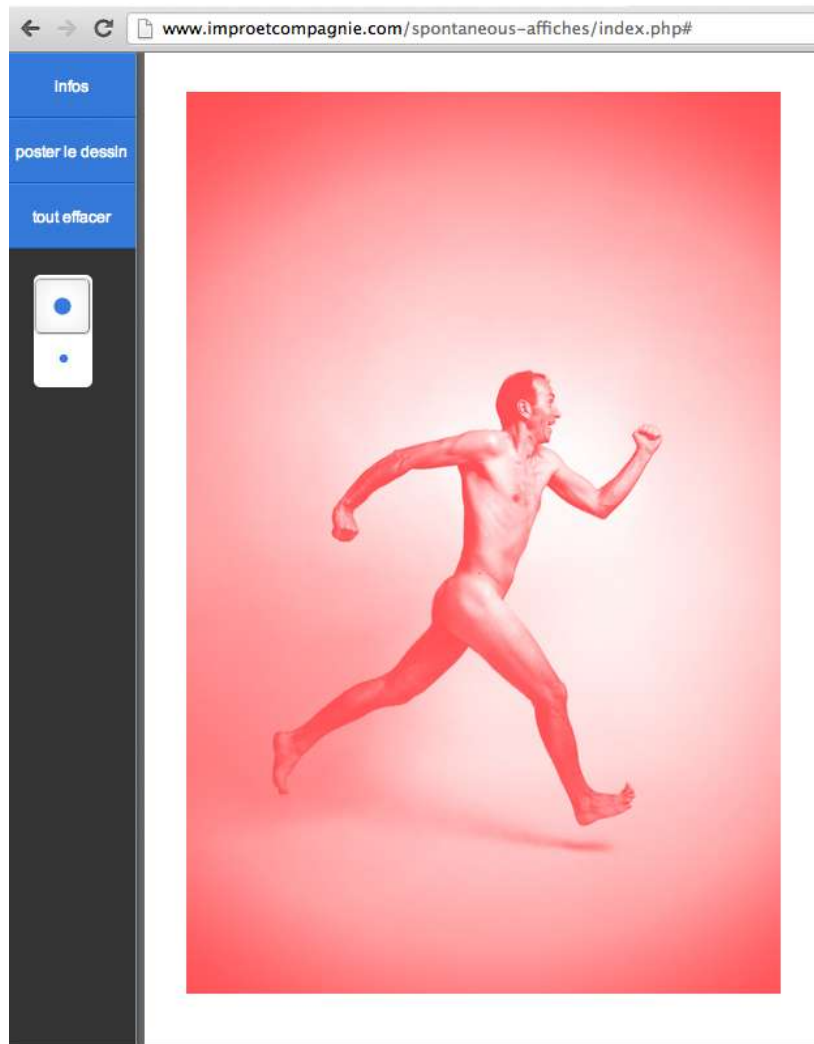 www.improetcompagnie.com/spontaneous-affiches/index.php#
infos
poster le dessin
tout effacer